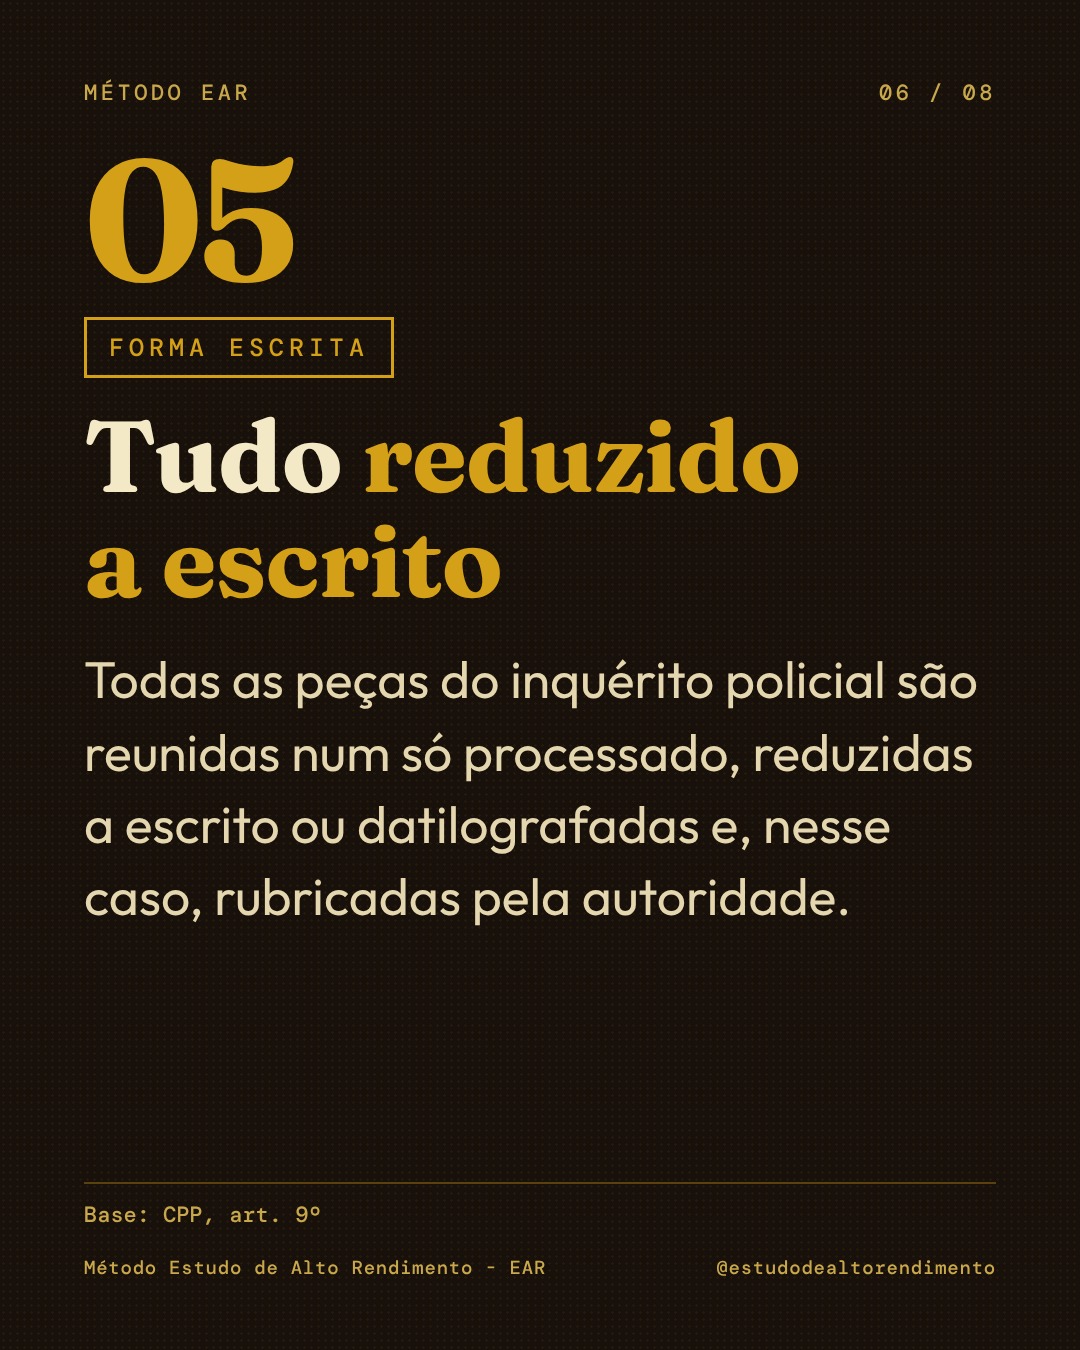 MÉTODO EAR
06 / 08
05
FORMA ESCRITA
Tudo reduzido
a escrito
Todas as peças do inquérito policial são
reunidas num só processado, reduzidas
a escrito ou datilografadas e, nesse
caso, rubricadas pela autoridade.
Base: CPP, art. 9º
Método Estudo de Alto Rendimento - EAR
@estudodealtorendimento